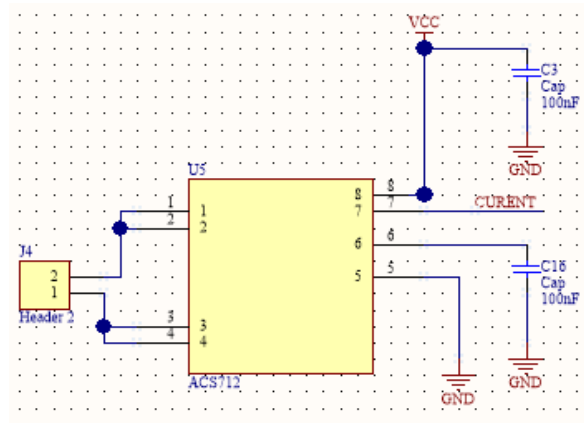 VCC
C3
Cap
100nF
GND
U5
1
2
3
4
1
2
3
4
8
7
6
5
8
7
6
5
CURENT
C16
Cap
100nF
GND
GND
J4
2
1
Header 2
ACS712